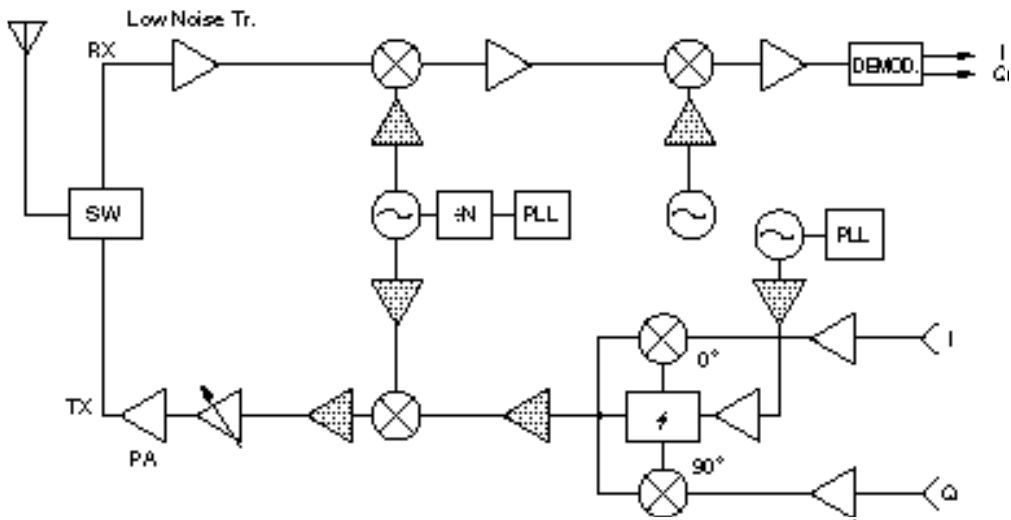 Low Noise Tr.
RX
DEMOD.
I
Q
SW
÷N
PLL
PLL
I
0°
TX
PA
90°
Q